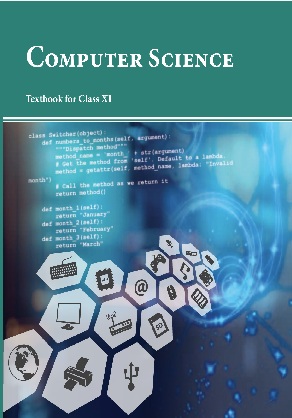 COMPUTER SCIENCE
Textbook for Class XI
class Switcher(object):
def numbers_to_months(self, argument):
"""Dispatch method"""
method_name = 'month_' + str(argument)
# Get the method from 'self'. Default to a lambda.
method = getattr(self, method_name, lambda: "Invalid
month")
# Call the method as we return it
return method()
def month_1(self):
return "January"
def month_2(self):
return "February"
def month_3(self):
return "March"
@
SD